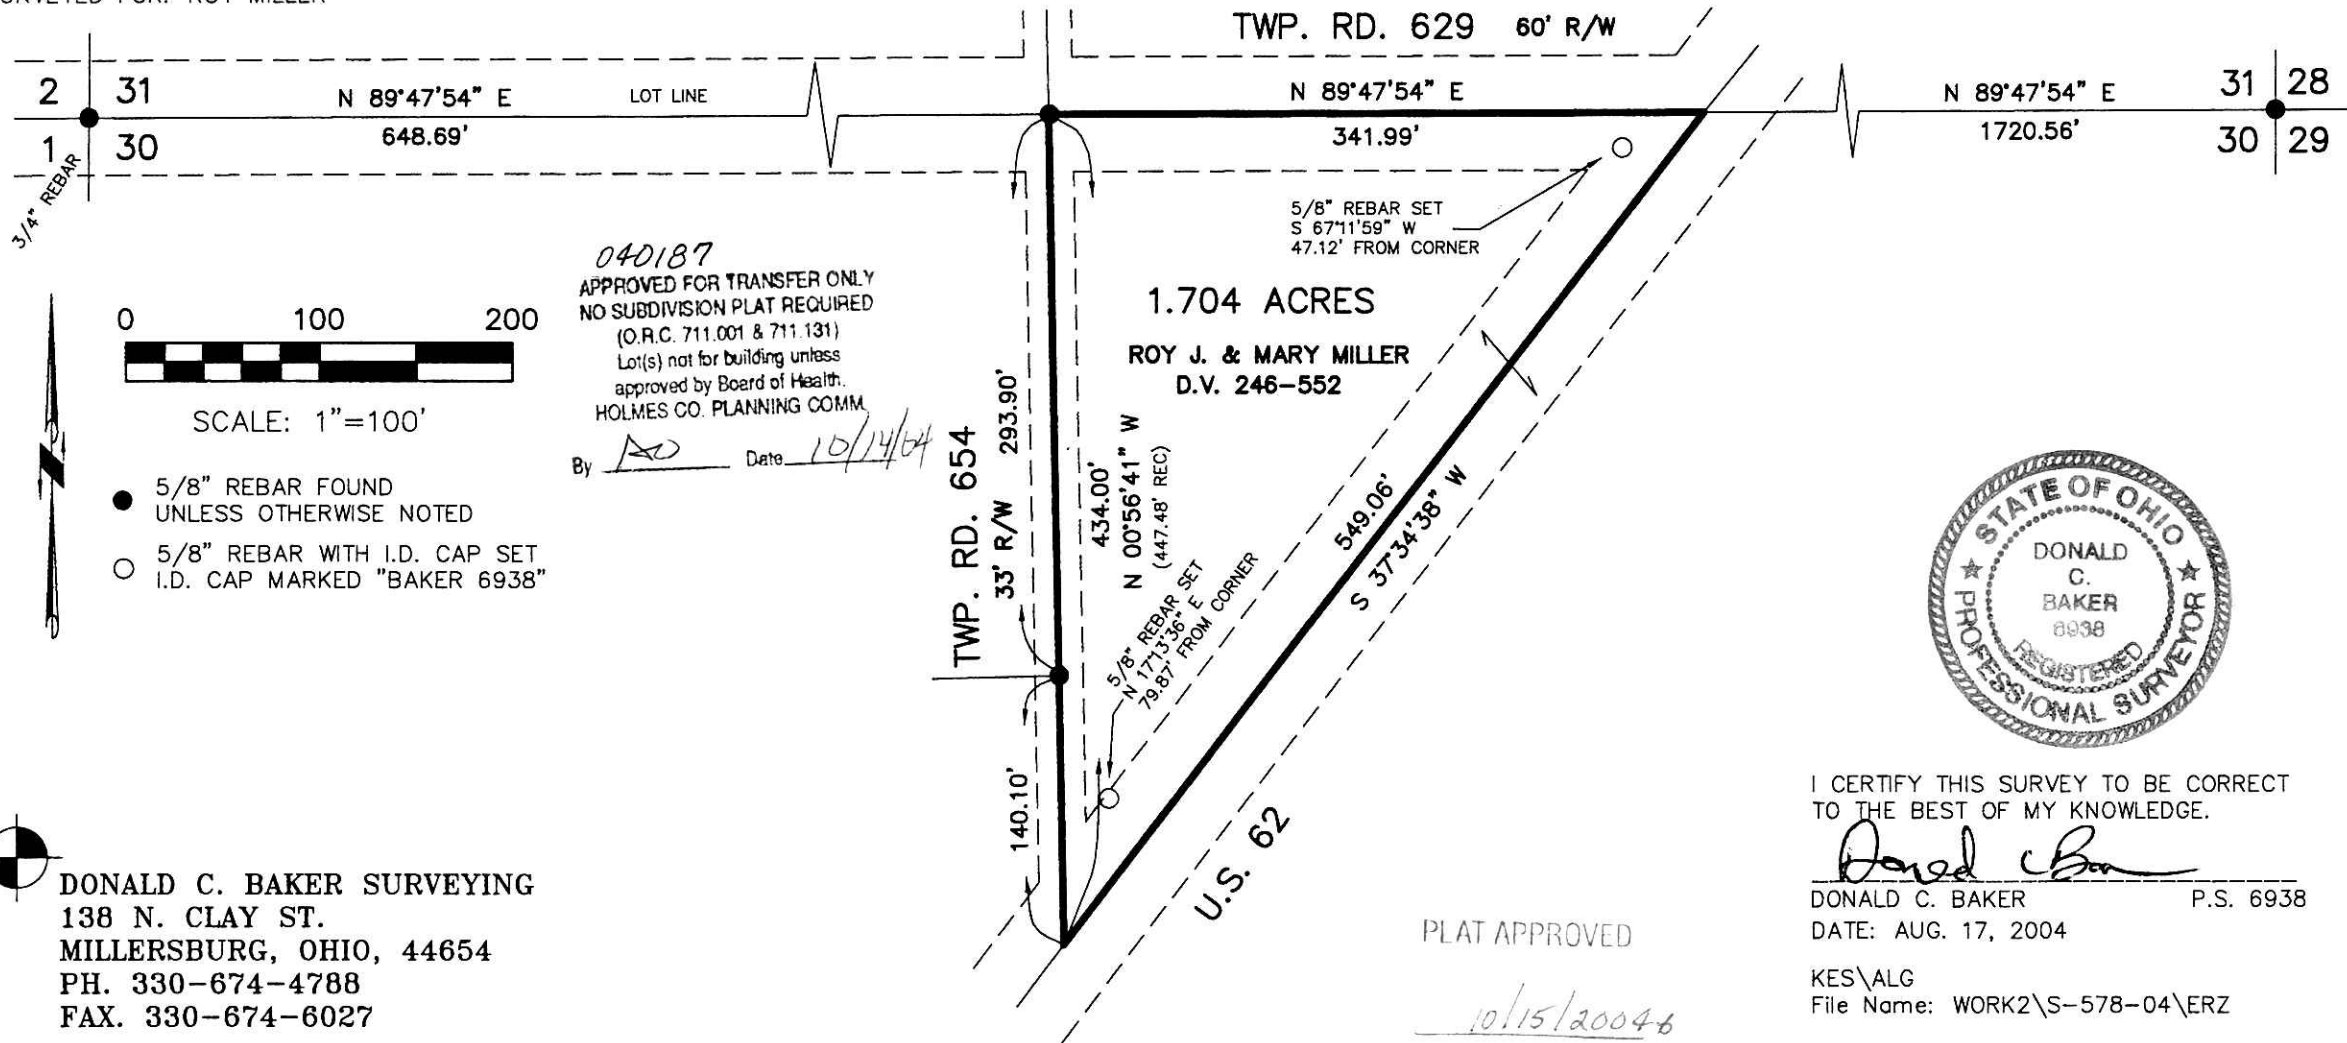 SURVEYED FOR: ROY MILLER
TWP. RD. 629 60' R/W
2 31
1 30
3/4" REBAR
N 89°47'54" E
648.69'
LOT LINE
N 89°47'54" E
341.99'
N 89°47'54" E
1720.56'
31 28
30 29
5/8" REBAR SET
S 67°11'59" W
47.12' FROM CORNER
040187
APPROVED FOR TRANSFER ONLY
NO SUBDIVISION PLAT REQUIRED
(O.R.C. 711.001 & 711.131)
Lot(s) not for building unless
approved by Board of Health.
HOLMES CO. PLANNING COMM.
By Date 10/14/04
0 100 200
SCALE: 1"=100'
5/8" REBAR FOUND
UNLESS OTHERWISE NOTED
5/8" REBAR WITH I.D. CAP SET
I.D. CAP MARKED "BAKER 6938"
1.704 ACRES
ROY J. & MARY MILLER
D.V. 246-552
TWP. RD. 654
33' R/W
293.90'
140.10'
434.00'
N 00°56'41" W
(447.48' REC)
5/8" REBAR SET
N 17°13'36" E
79.87' FROM CORNER
549.06'
S 37°34'38" W
U.S. 62
STATE OF OHIO
DONALD
C.
BAKER
6938
REGISTERED
PROFESSIONAL SURVEYOR
I CERTIFY THIS SURVEY TO BE CORRECT
TO THE BEST OF MY KNOWLEDGE.
DONALD C. BAKER P.S. 6938
DATE: AUG. 17, 2004
KES\ALG
File Name: WORK2\S-578-04\ERZ
PLAT APPROVED
10/15/2004
DONALD C. BAKER SURVEYING
138 N. CLAY ST.
MILLERSBURG, OHIO, 44654
PH. 330-674-4788
FAX. 330-674-6027